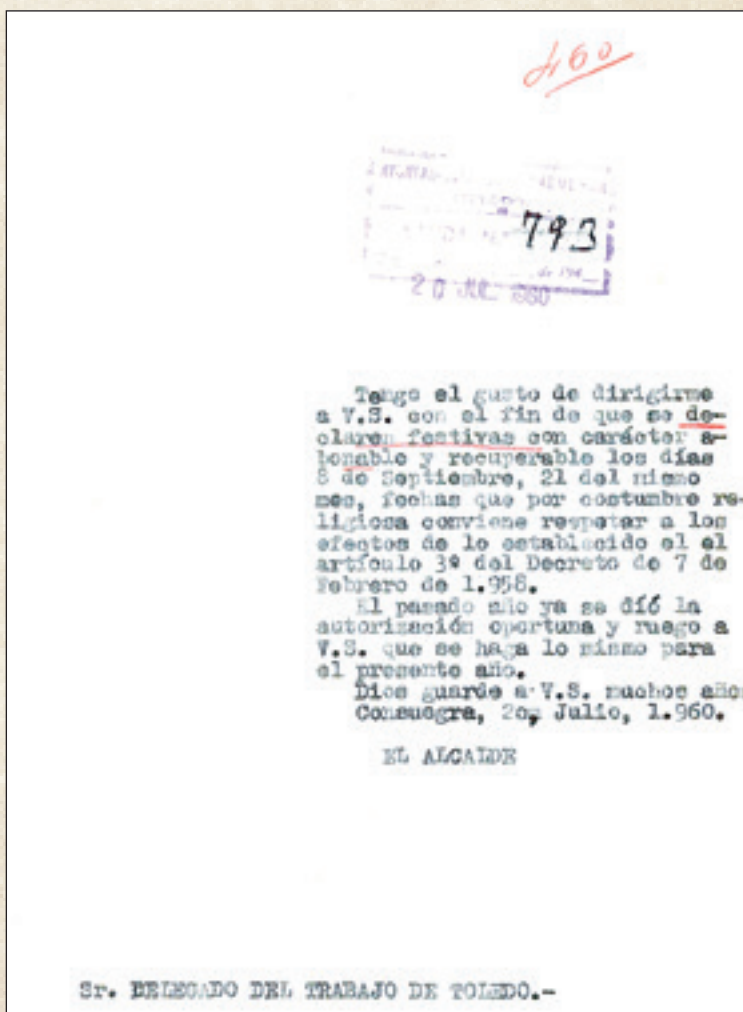 460
793
20 JUL 960
Tengo el gusto de dirigirme
a V.S. con el fin de que se de-
claren festivas con carácter a-
bonable y recuperable los días
8 de Septiembre, 21 del mismo
mes, fechas que por costumbre re-
ligiosa conviene respetar a los
efectos de lo establecido el el
artículo 3º del Decreto de 7 de
Febrero de 1.958.
El pasado año ya se díó la
autorización oportuna y ruego a
V.S. que se haga lo mismo para
el presente año.
Dios guarde a V.S. muchos años
Consuegra, 20, Julio, 1.960.
EL ALCALDE
Sr. DELEGADO DEL TRABAJO DE TOLEDO.-